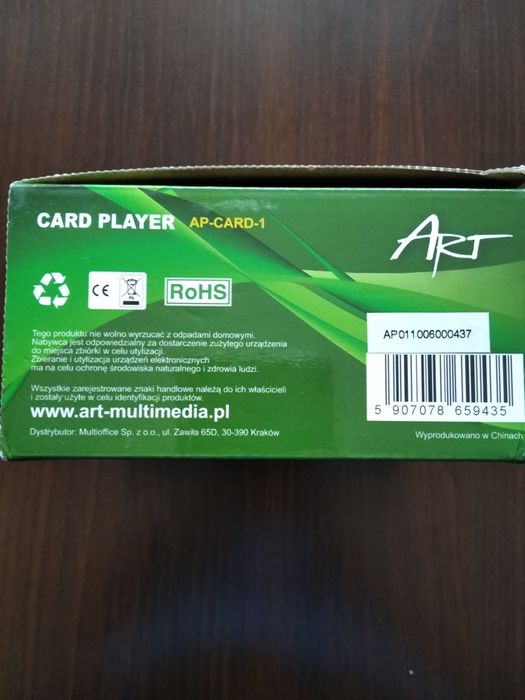 CARD PLAYER AP-CARD-1
ART
CE
PL
RoHS
AP011006000437
Tego produktu nie wolno wyrzucać z odpadami domowymi.
Nabywca jest odpowiedzialny za dostarczenie zużytego urządzenia
do miejsca zbiórki w celu utylizacji.
Zbieranie i utylizacja urządzeń elektronicznych
ma na celu ochronę środowiska naturalnego i zdrowia ludzi.
Wszystkie zarejestrowane znaki handlowe należą do ich właścicieli
i zostały użyte w celu identyfikacji produktów.
www.art-multimedia.pl
Dystrybutor: Multioffice Sp. z o.o., ul. Zawiła 65D, 30-390 Kraków
5 907078 659435
Wyprodukowano w Chinach